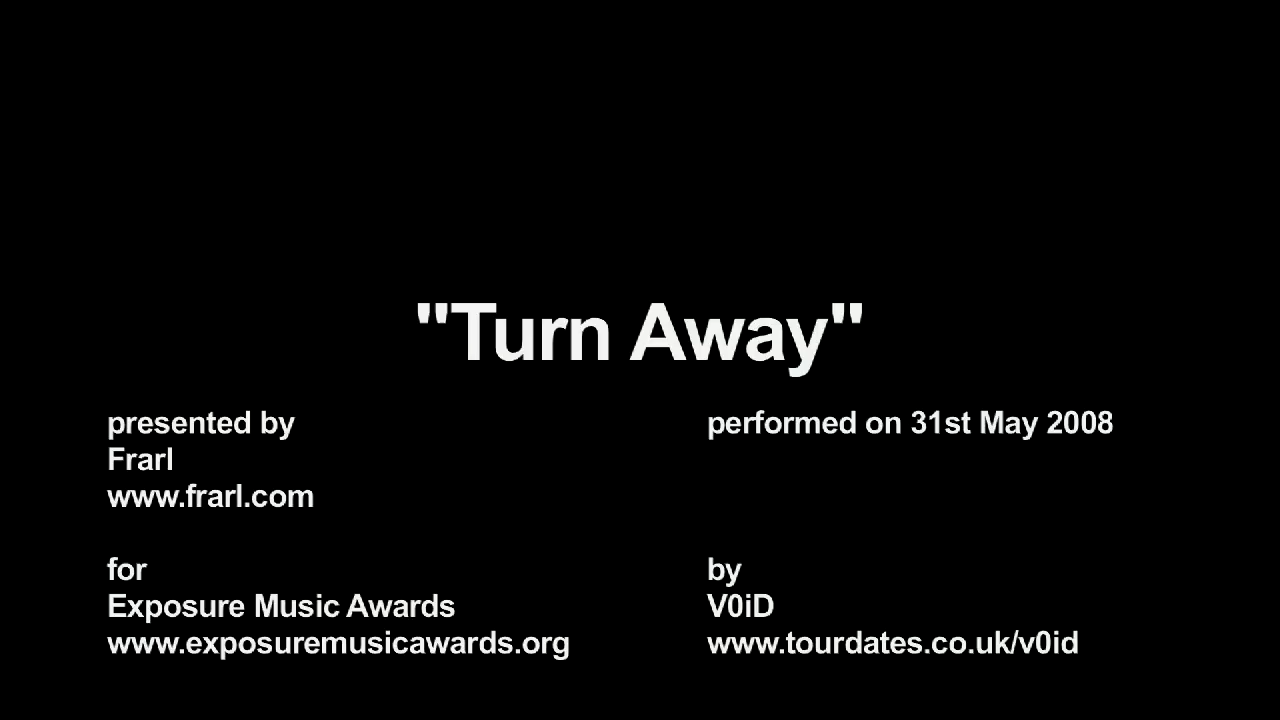 "Turn Away"
presented by
Frarl
www.frarl.com
performed on 31st May 2008
for
Exposure Music Awards
www.exposuremusicawards.org
by
V0iD
www.tourdates.co.uk/v0id